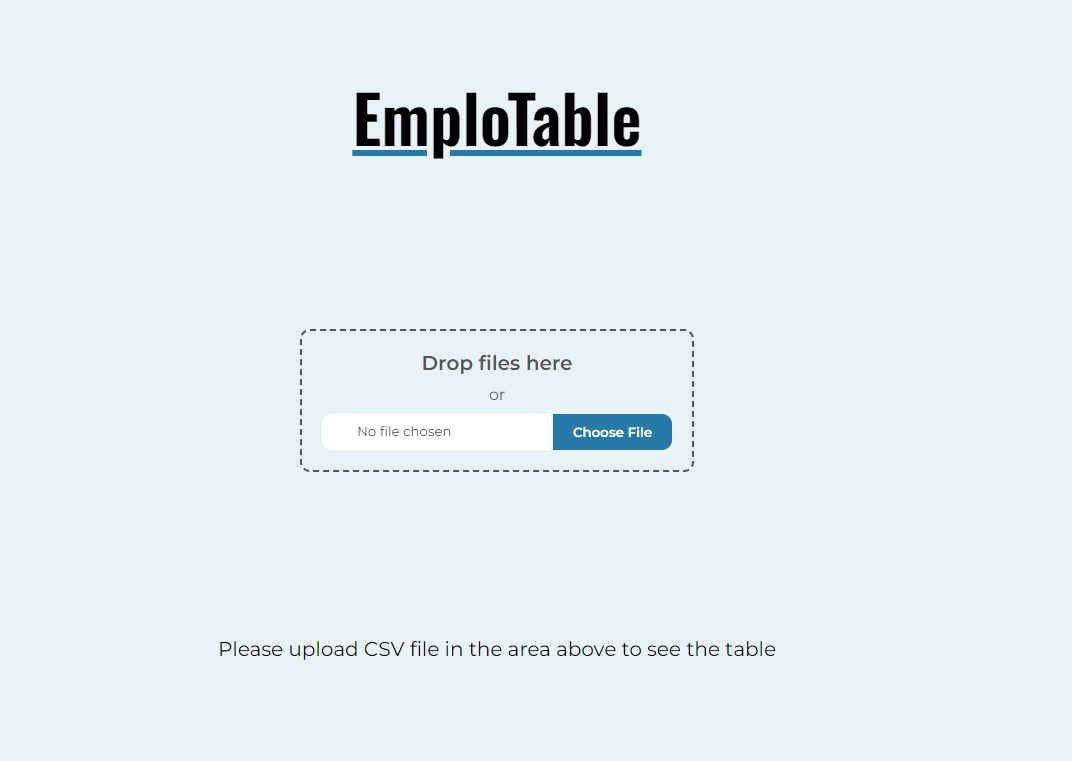 EmploTable
Drop files here
or
No file chosen
Choose File
Please upload CSV file in the area above to see the table